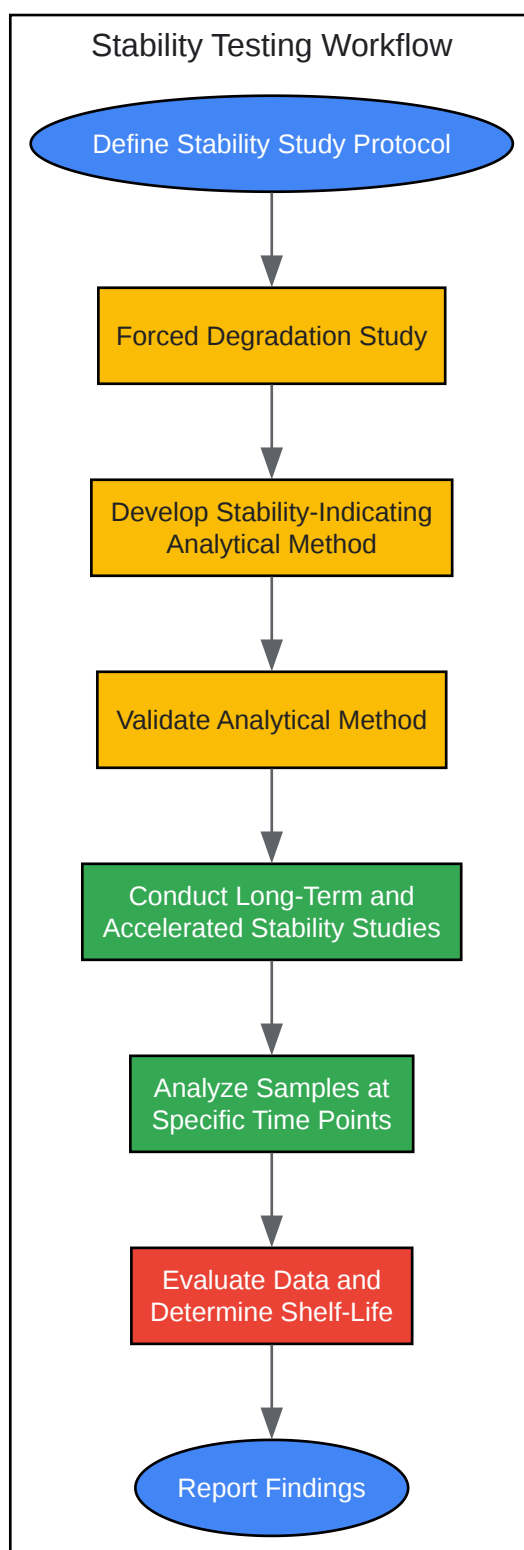 Stability Testing Workflow
Define Stability Study Protocol
Forced Degradation Study
Develop Stability-Indicating
Analytical Method
Validate Analytical Method
Conduct Long-Term and
Accelerated Stability Studies
Analyze Samples at
Specific Time Points
Evaluate Data and
Determine Shelf-Life
Report Findings